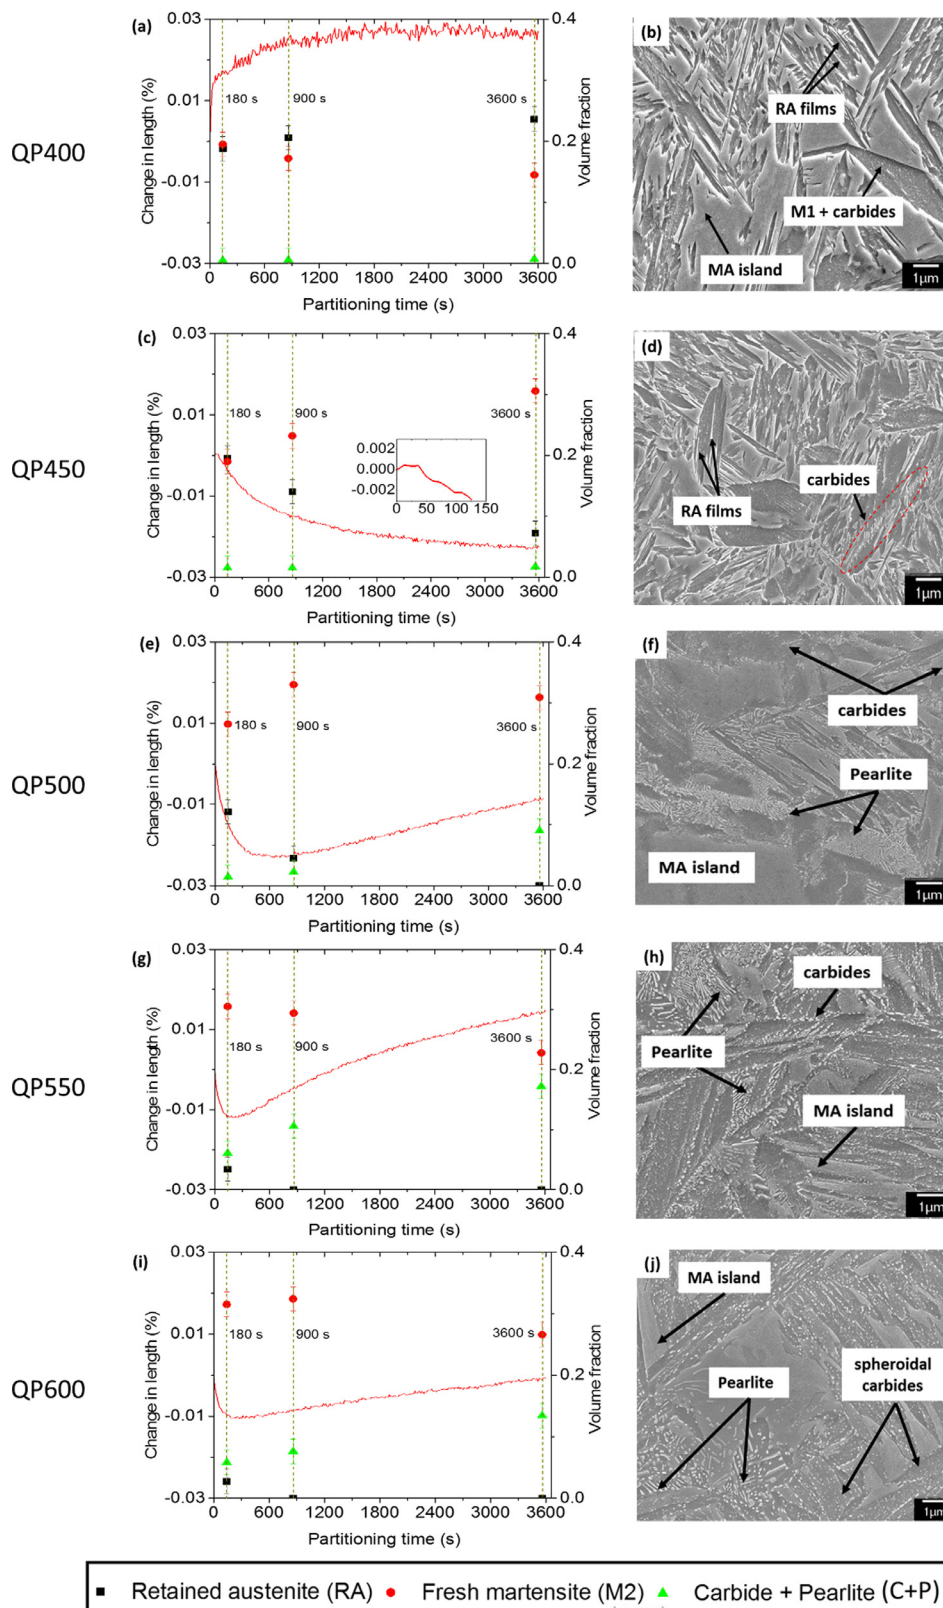 QP400
(a)
Change in length (%)
0.03
0.01
-0.01
-0.03
180 s
900 s
3600 s
0.4
0.2
0.0
Volume fraction
0 600 1200 1800 2400 3000 3600
Partitioning time (s)
(b)
RA films
M1 + carbides
MA island
1µm
QP450
(c)
Change in length (%)
0.03
0.01
-0.01
-0.03
180 s
900 s
3600 s
0.002
0.000
-0.002
0 50 100 150
0.4
0.2
0.0
Volume fraction
0 600 1200 1800 2400 3000 3600
Partitioning time (s)
(d)
carbides
RA films
1µm
QP500
(e)
Change in length (%)
0.03
0.01
-0.01
-0.03
180 s
900 s
3600 s
0.4
0.2
0.0
Volume fraction
0 600 1200 1800 2400 3000 3600
Partitioning time (s)
(f)
carbides
Pearlite
MA island
1µm
QP550
(g)
Change in length (%)
0.03
0.01
-0.01
-0.03
180 s
900 s
3600 s
0.4
0.2
0.0
Volume fraction
0 600 1200 1800 2400 3000 3600
Partitioning time (s)
(h)
carbides
Pearlite
MA island
1µm
QP600
(i)
Change in length (%)
0.03
0.01
-0.01
-0.03
180 s
900 s
3600 s
0.4
0.2
0.0
Volume fraction
0 600 1200 1800 2400 3000 3600
Partitioning time (s)
(j)
MA island
Pearlite
spheroidal
carbides
1µm
Retained austenite (RA) Fresh martensite (M2) Carbide + Pearlite (C+P)